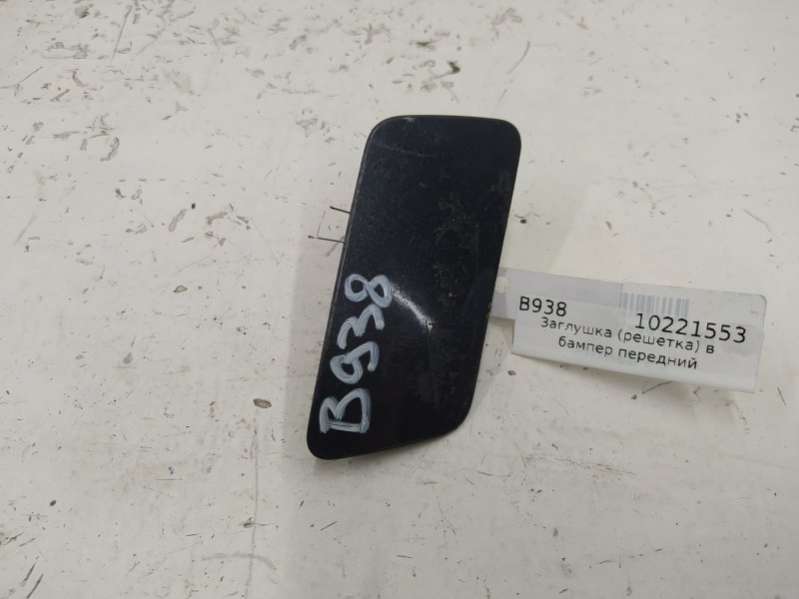 B938
B938
10221553
Заглушка (решетка) в
бампер передний